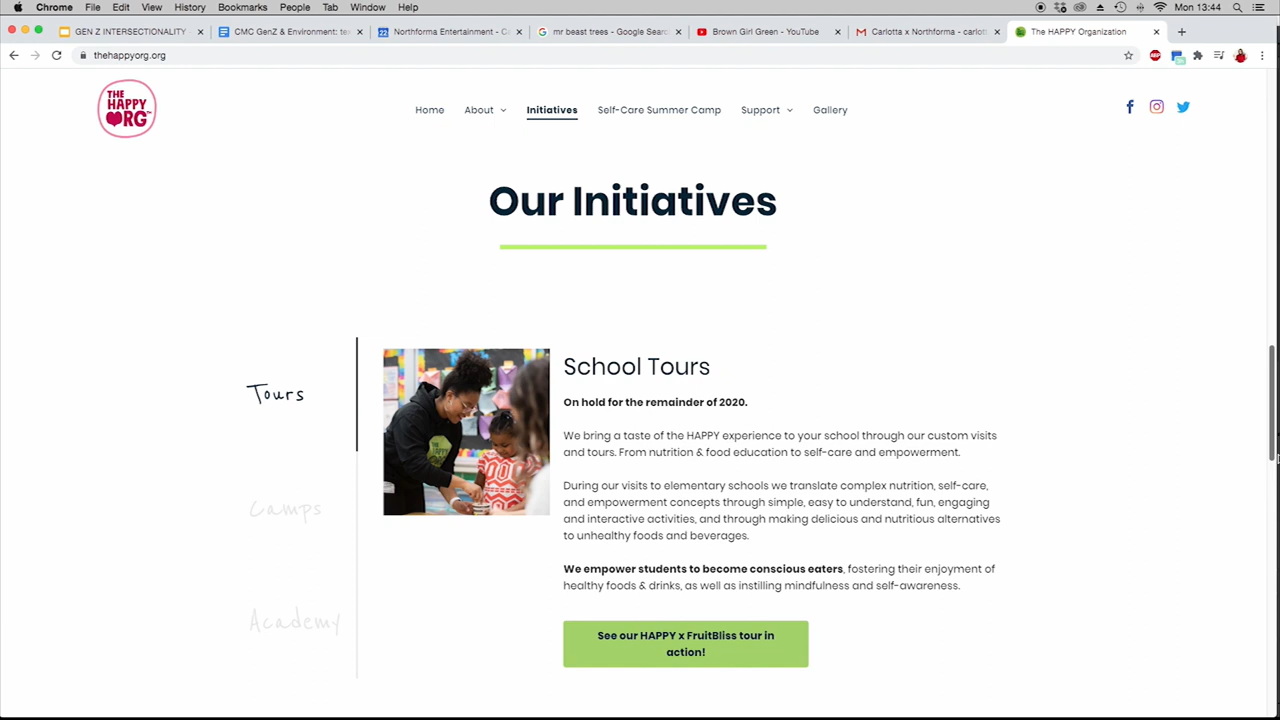 Chrome File Edit View History Bookmarks People Tab Window Help Mon 13:44
GEN Z INTERSECTIONALITY CMC GenZ & Environment: te Northforma Entertainment - C mr beast trees - Google Searc Brown Girl Green - YouTube Carlotta x Northforma - carlot The HAPPY Organization
thehappyorg.org
THE
HAPPY
ORG
Home About Initiatives Self-Care Summer Camp Support Gallery
Our Initiatives
Tours
Camps
Academy
School Tours
On hold for the remainder of 2020.
We bring a taste of the HAPPY experience to your school through our custom visits
and tours. From nutrition & food education to self-care and empowerment.
During our visits to elementary schools we translate complex nutrition, self-care,
and empowerment concepts through simple, easy to understand, fun, engaging
and interactive activities, and through making delicious and nutritious alternatives
to unhealthy foods and beverages.
We empower students to become conscious eaters, fostering their enjoyment of
healthy foods & drinks, as well as instilling mindfulness and self-awareness.
See our HAPPY x FruitBliss tour in
action!